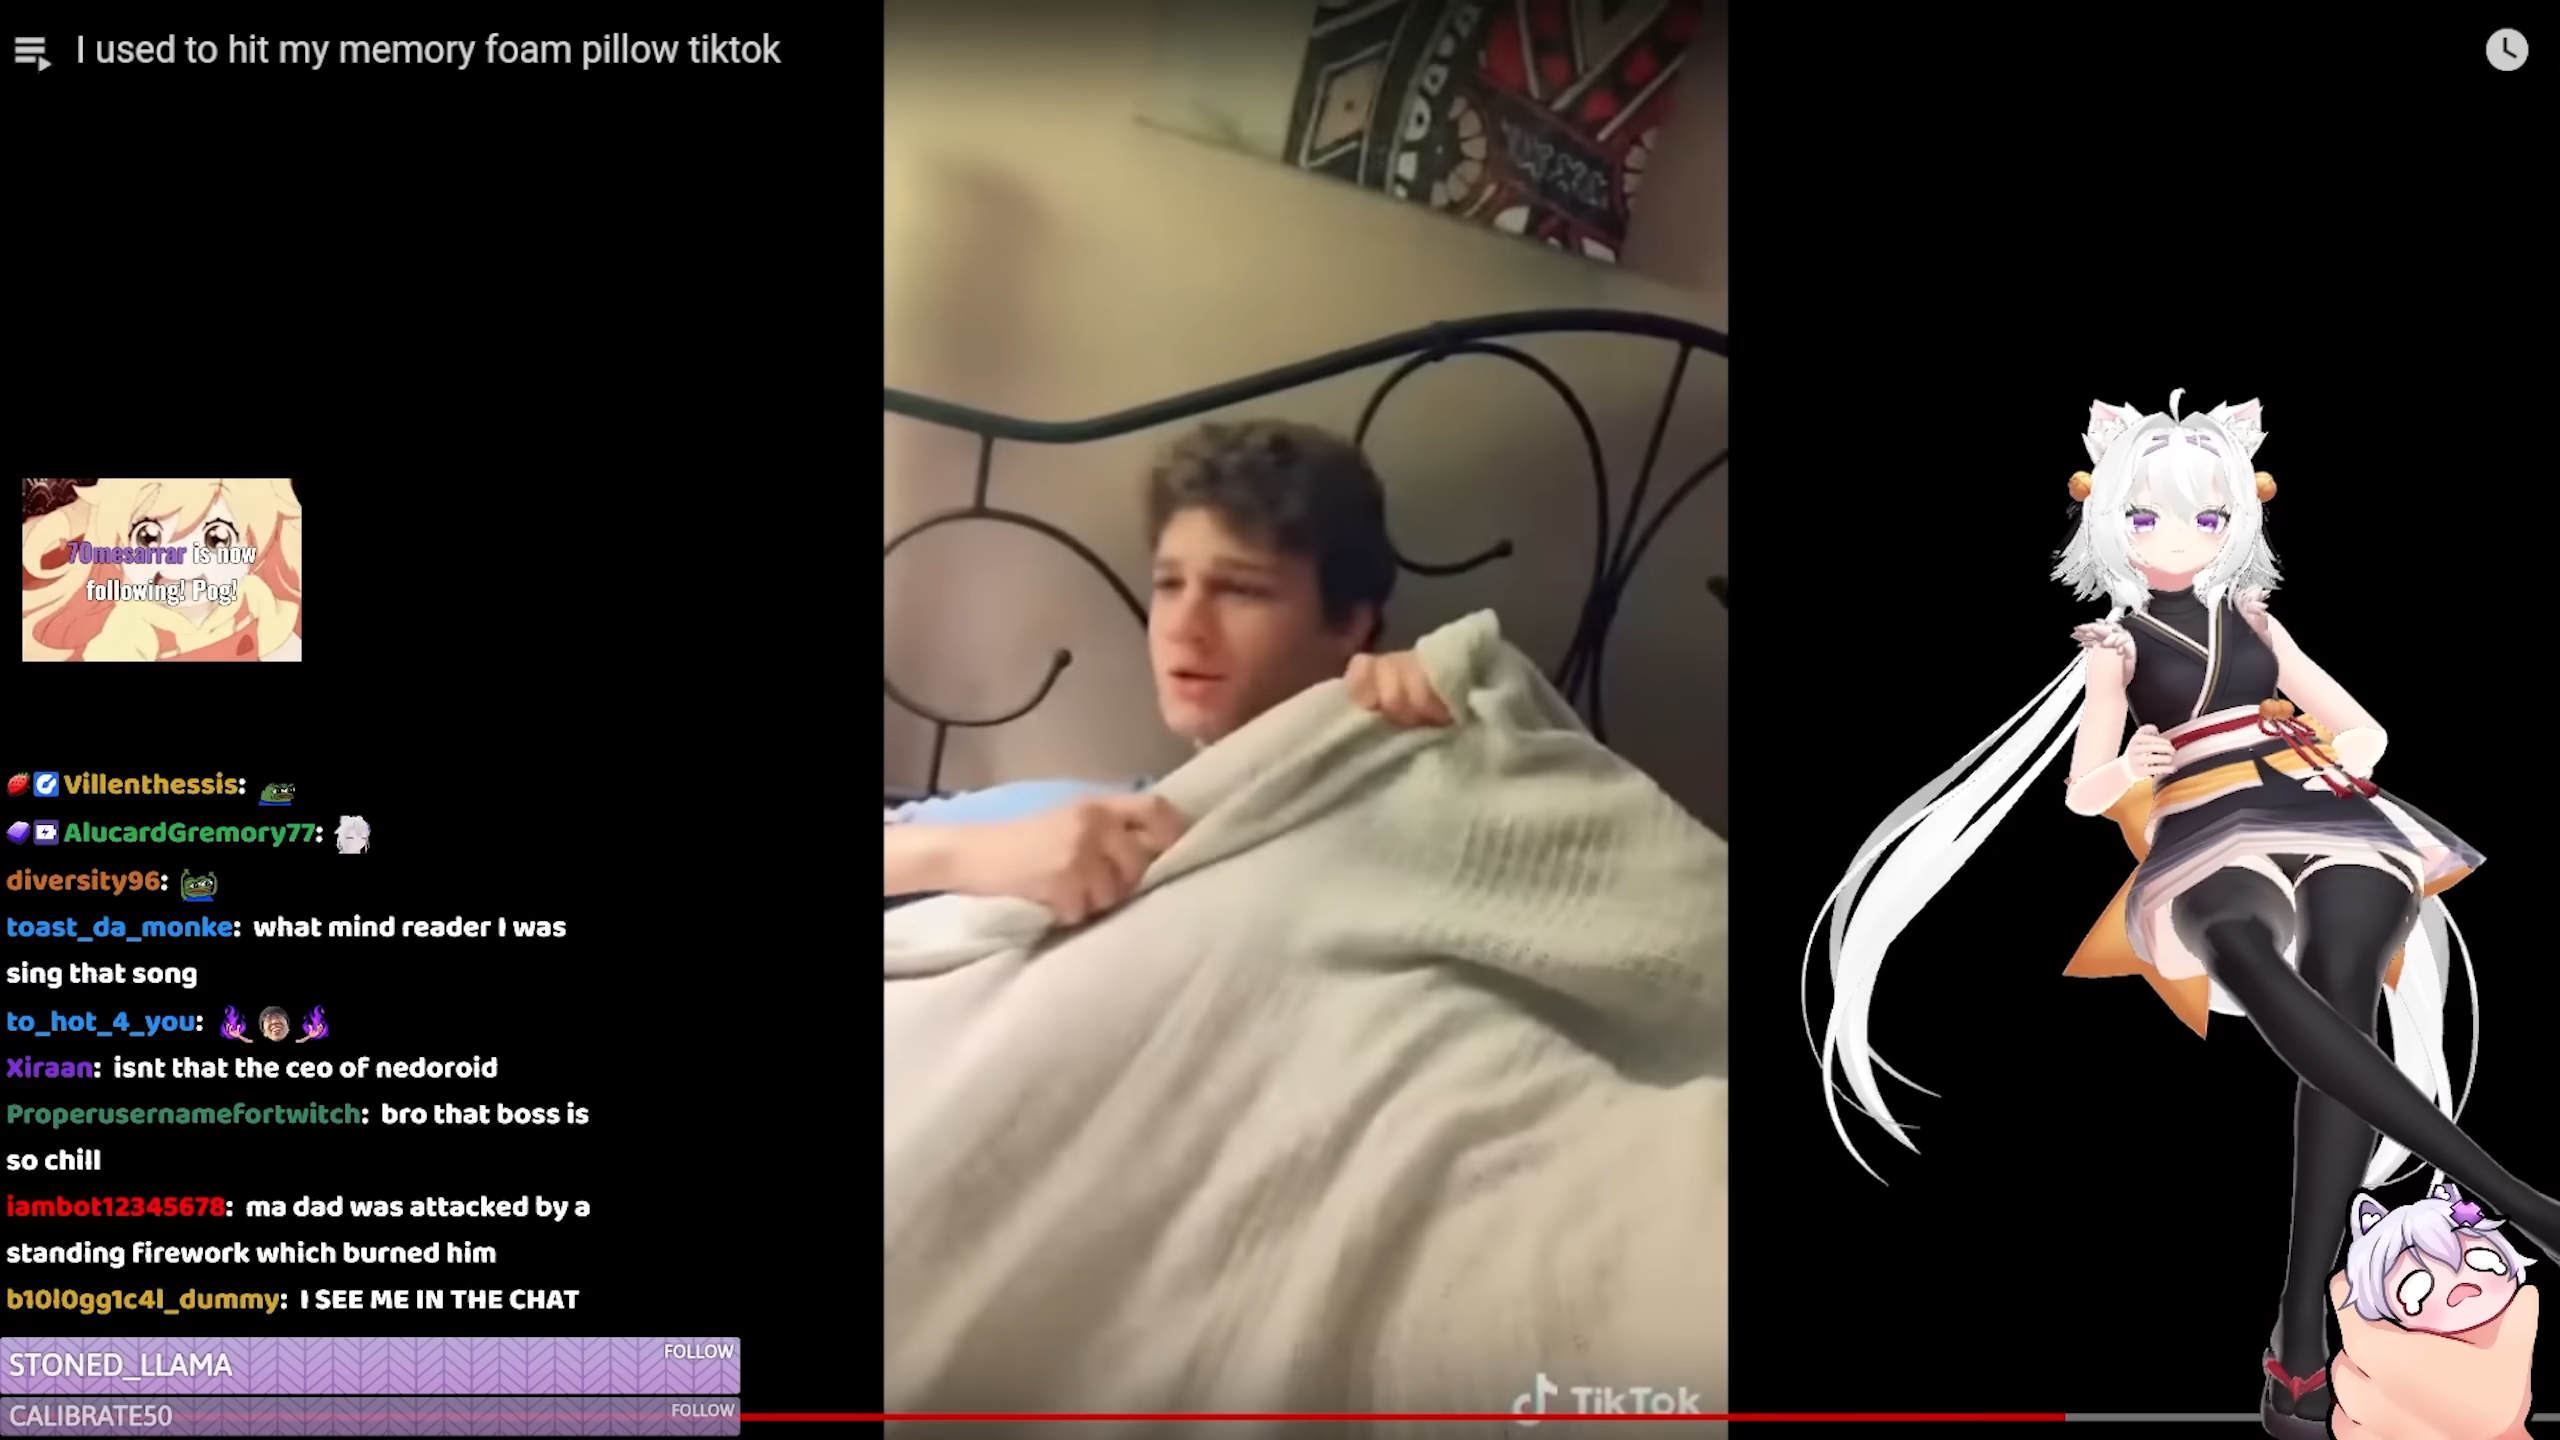 I used to hit my memory foam pillow tiktok
70mesarrar is now
following! Pog!
Villenthessis:
AlucardGremory77:
diversity96:
toast_da_monke: what mind reader I was
sing that song
to_hot_4_you:
Xiraan: isnt that the ceo of nedoroid
Properusernamefortwitch: bro that boss is
so chill
iambot12345678: ma dad was attacked by a
standing firework which burned him
b10l0gg1c4l_dummy: I SEE ME IN THE CHAT
STONED_LLAMA FOLLOW
CALIBRATE50 FOLLOW
TikTok